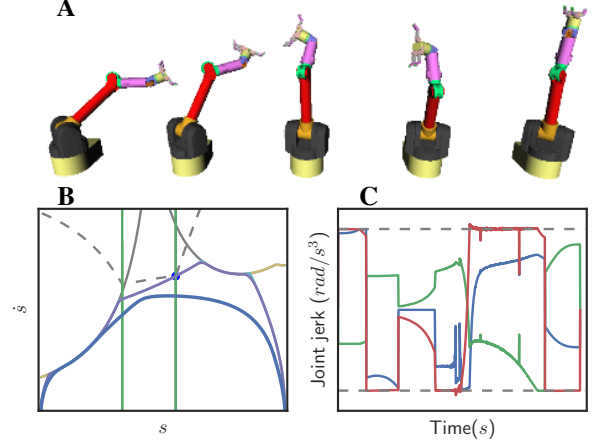 A
B
C
ṡ
s
Joint jerk (rad/s³)
Time(s)